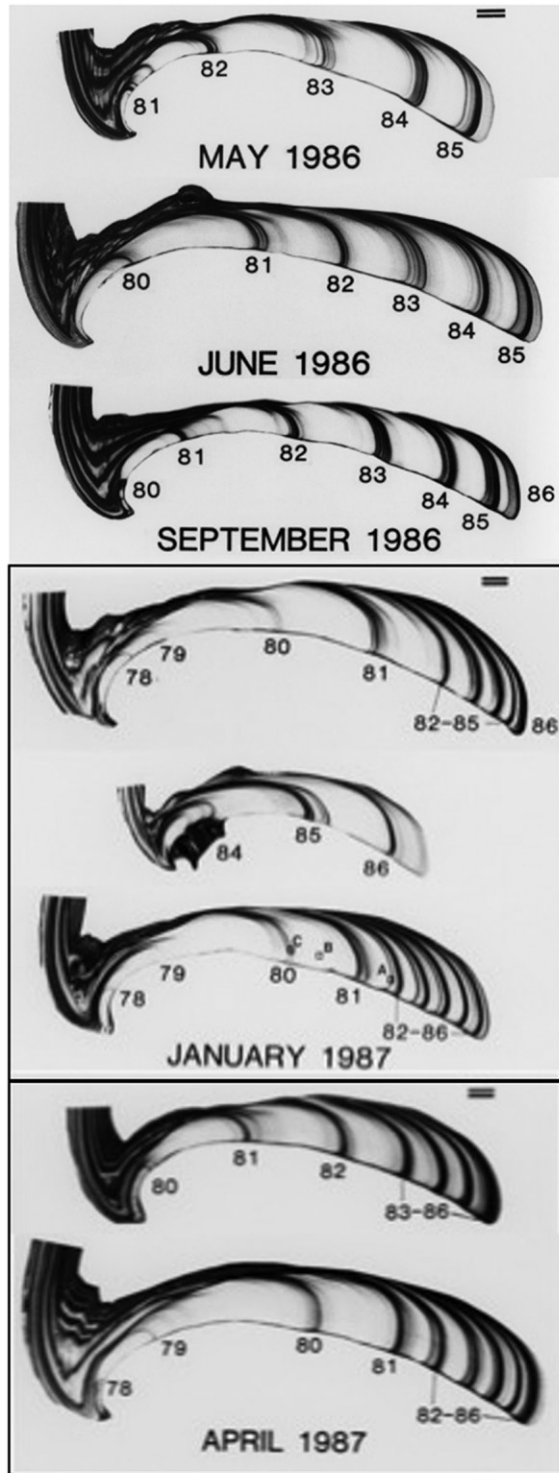 81 82 83 84 85
MAY 1986
80 81 82 83 84 85
JUNE 1986
80 81 82 83 84 85 86
SEPTEMBER 1986
78 79 80 81 82-85 86
84 85 86
78 79 80 C B 81 A 82-86
JANUARY 1987
80 81 82 83-86
78 79 80 81 82-86
APRIL 1987